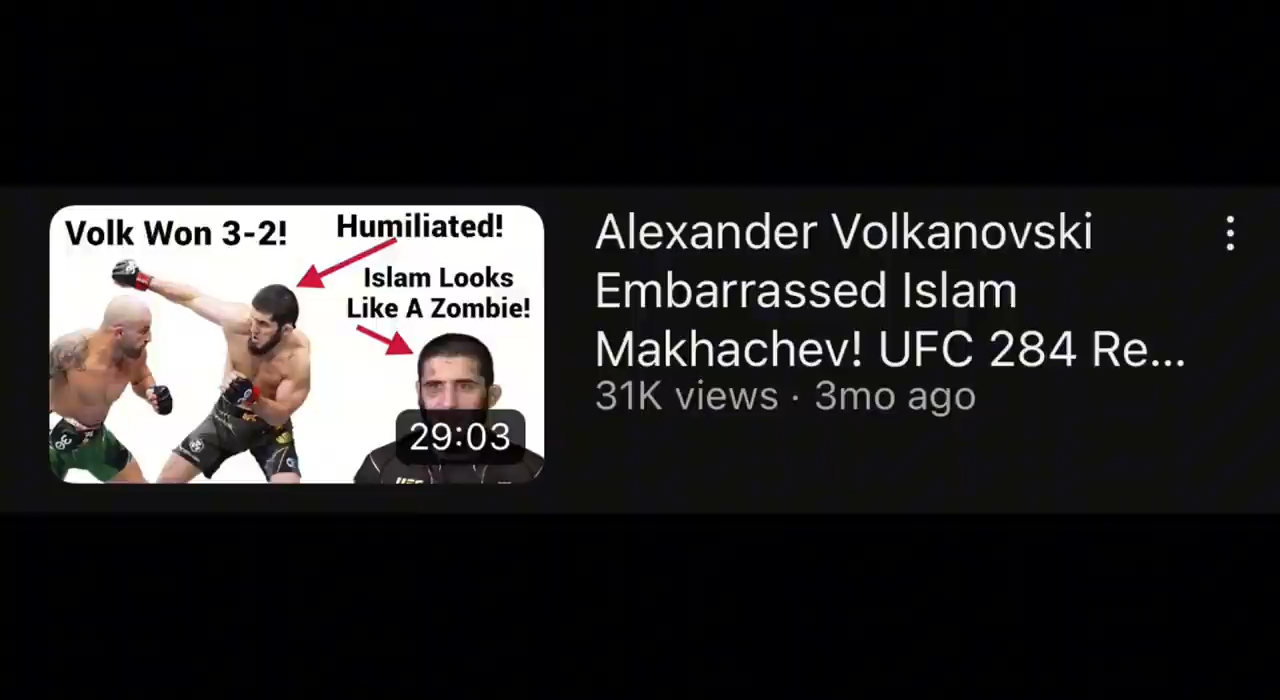 Volk Won 3-2!
Humiliated!
Islam Looks
Like A Zombie!
29:03
UFC
Alexander Volkanovski
Embarrassed Islam
Makhachev! UFC 284 Re...
31K views · 3mo ago